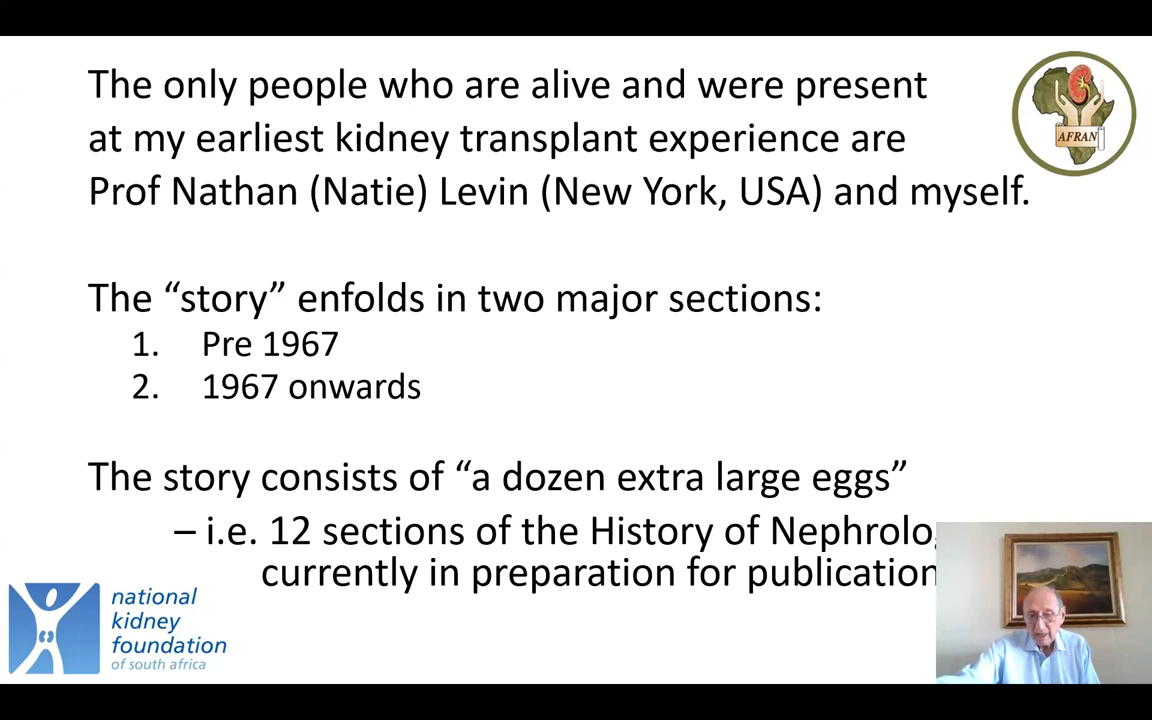 The only people who are alive and were present
at my earliest kidney transplant experience are
Prof Nathan (Natie) Levin (New York, USA) and myself.
AFRAN
The “story” enfolds in two major sections:
1. Pre 1967
2. 1967 onwards
The story consists of “a dozen extra large eggs”
– i.e. 12 sections of the History of
currently in preparation for publication
national
kidney
foundation
of south africa